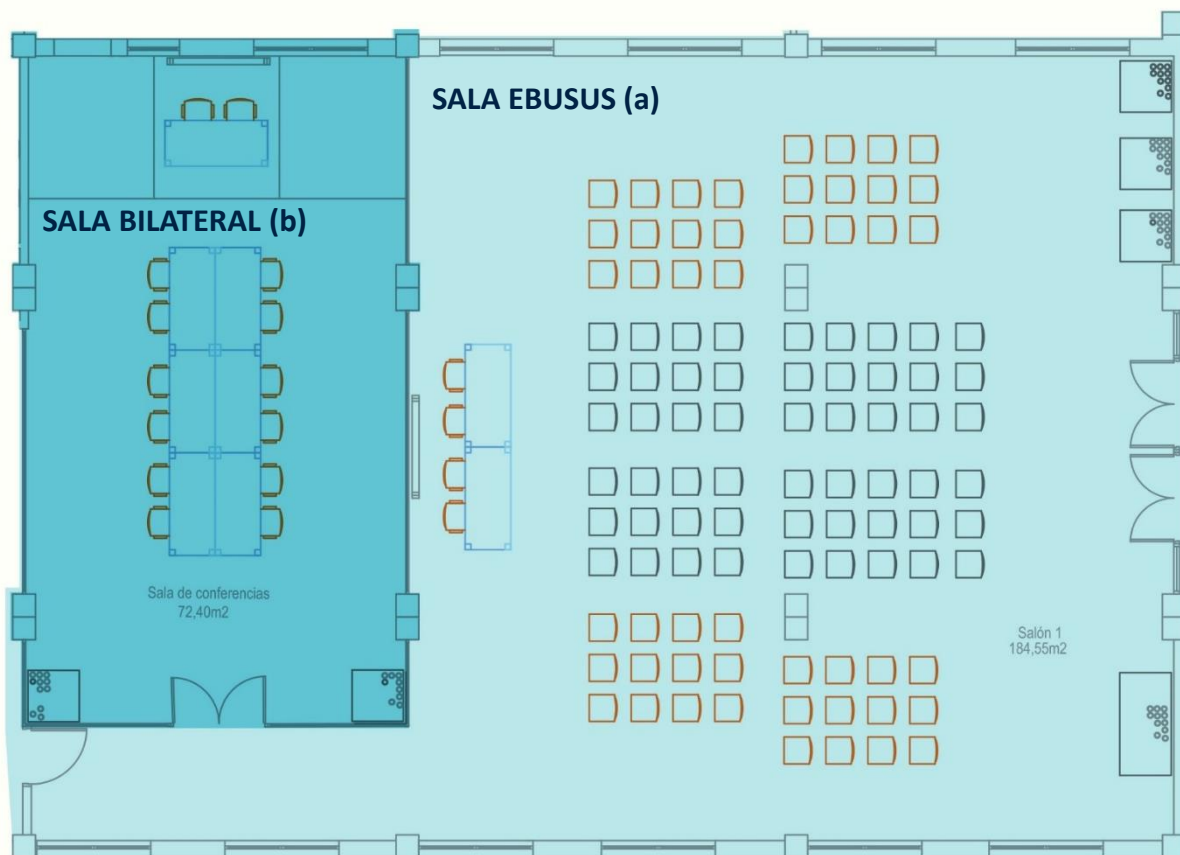 SALA EBUSUS (a)
SALA BILATERAL (b)
Sala de conferencias
72,40m2
Salón 1
184,55m2